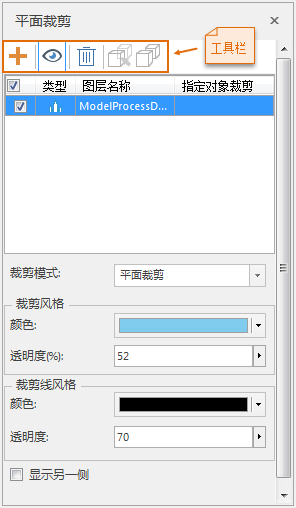 平面裁剪
工具栏
类型 图层名称 指定对象裁剪
ModelProcessD...
裁剪模式: 平面裁剪
裁剪风格
颜色:
透明度(%): 52
裁剪线风格
颜色:
透明度: 70
显示另一侧